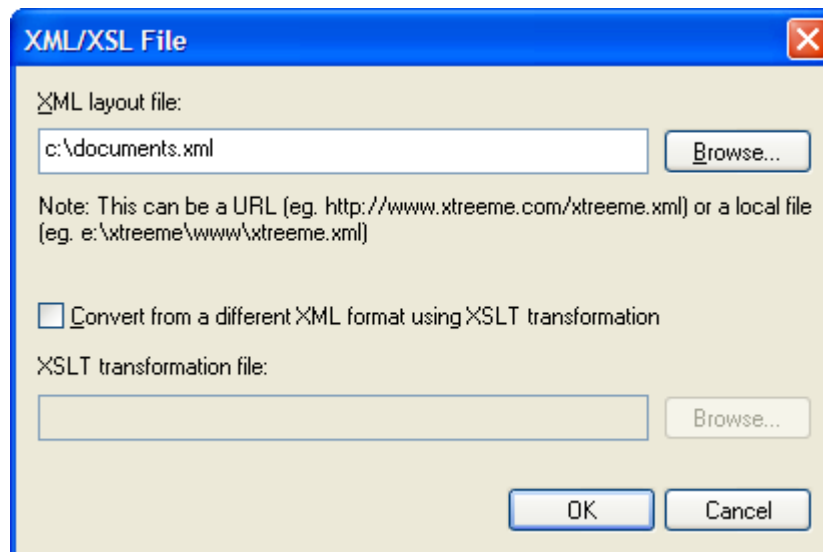 XML/XSL File
XML layout file:
c:\documents.xml
Browse...
Note: This can be a URL (eg. http://www.xtreeme.com/xtreeme.xml) or a local file
(eg. e:\xtreeme\www\xtreeme.xml)
Convert from a different XML format using XSLT transformation
XSLT transformation file:
Browse...
OK Cancel